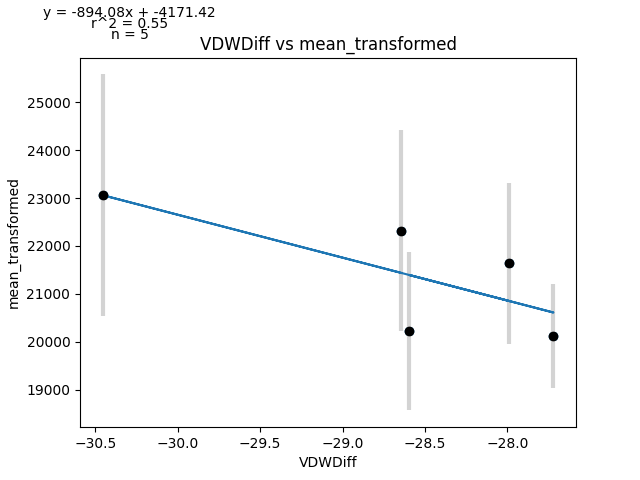 y = -894.08x + -4171.42
r^2 = 0.55
n = 5
VDWDiff vs mean_transformed
25000
24000
23000
22000
21000
20000
19000
mean_transformed
−30.5 −30.0 −29.5 −29.0 −28.5 −28.0
VDWDiff